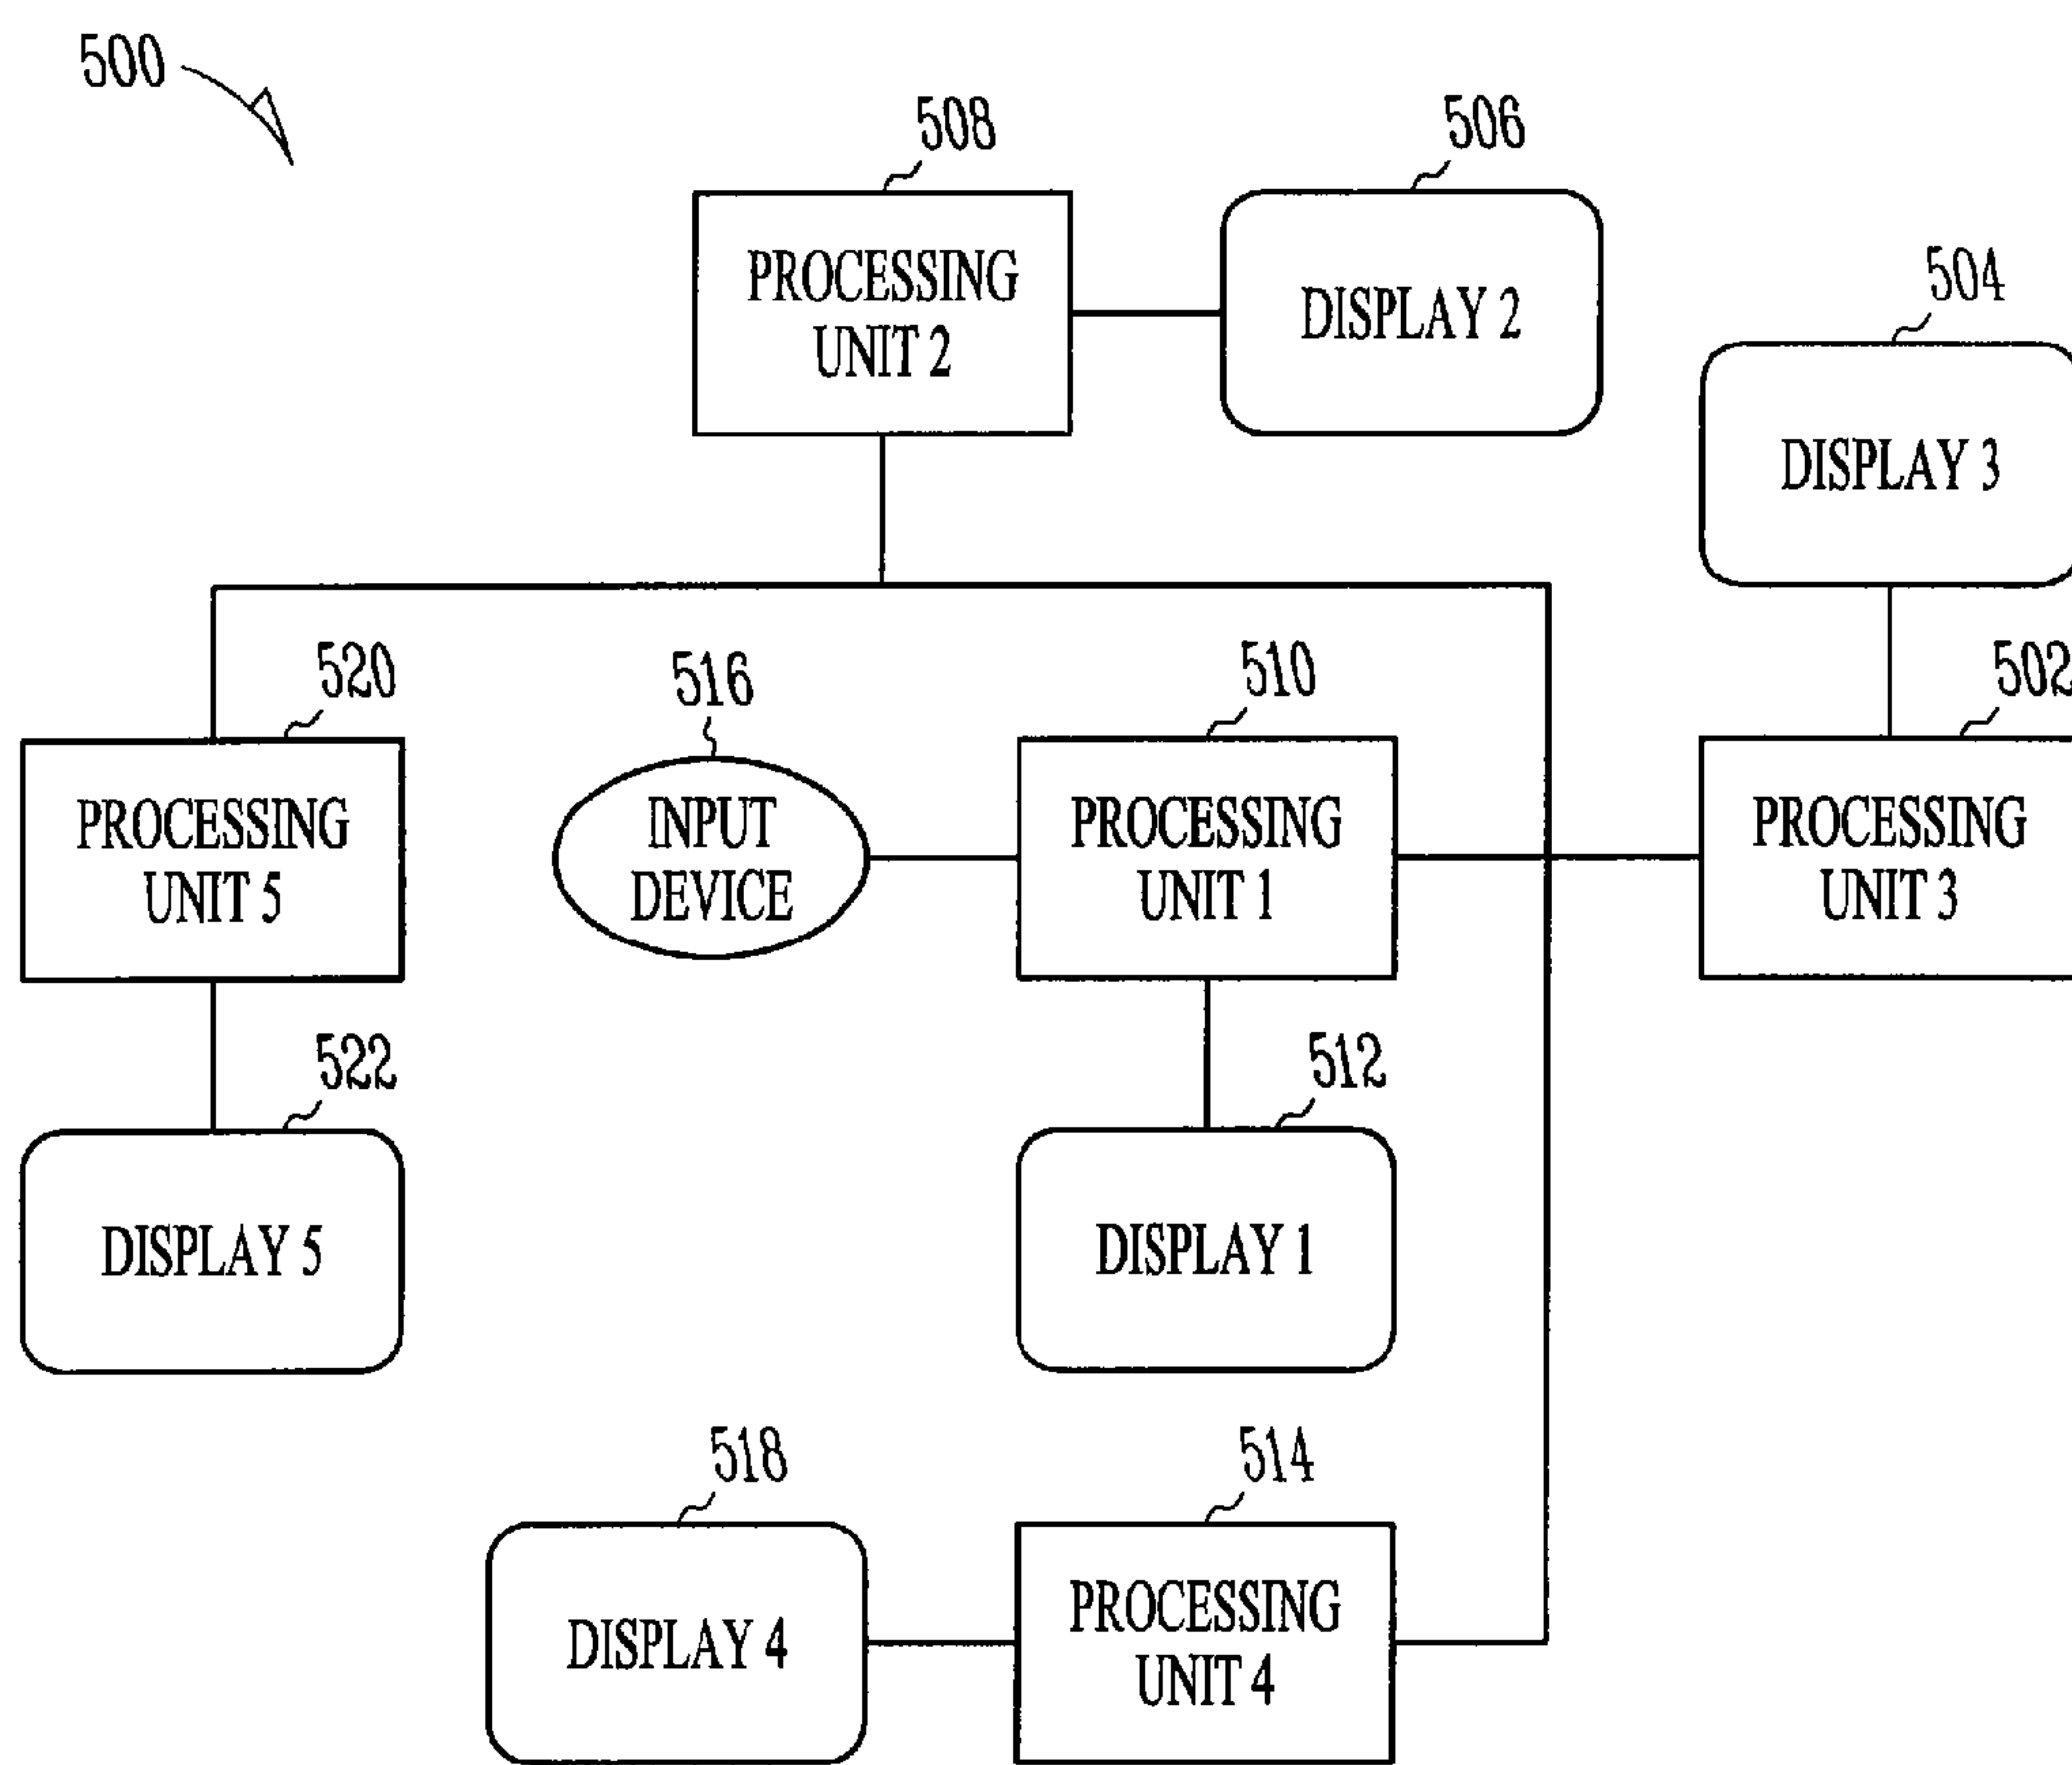 500
508
506
PROCESSING
UNIT 2
DISPLAY 2
504
DISPLAY 3
520
516
510
502
PROCESSING
UNIT 5
INPUT
DEVICE
PROCESSING
UNIT 1
PROCESSING
UNIT 3
522
512
DISPLAY 5
DISPLAY 1
518
514
DISPLAY 4
PROCESSING
UNIT 4